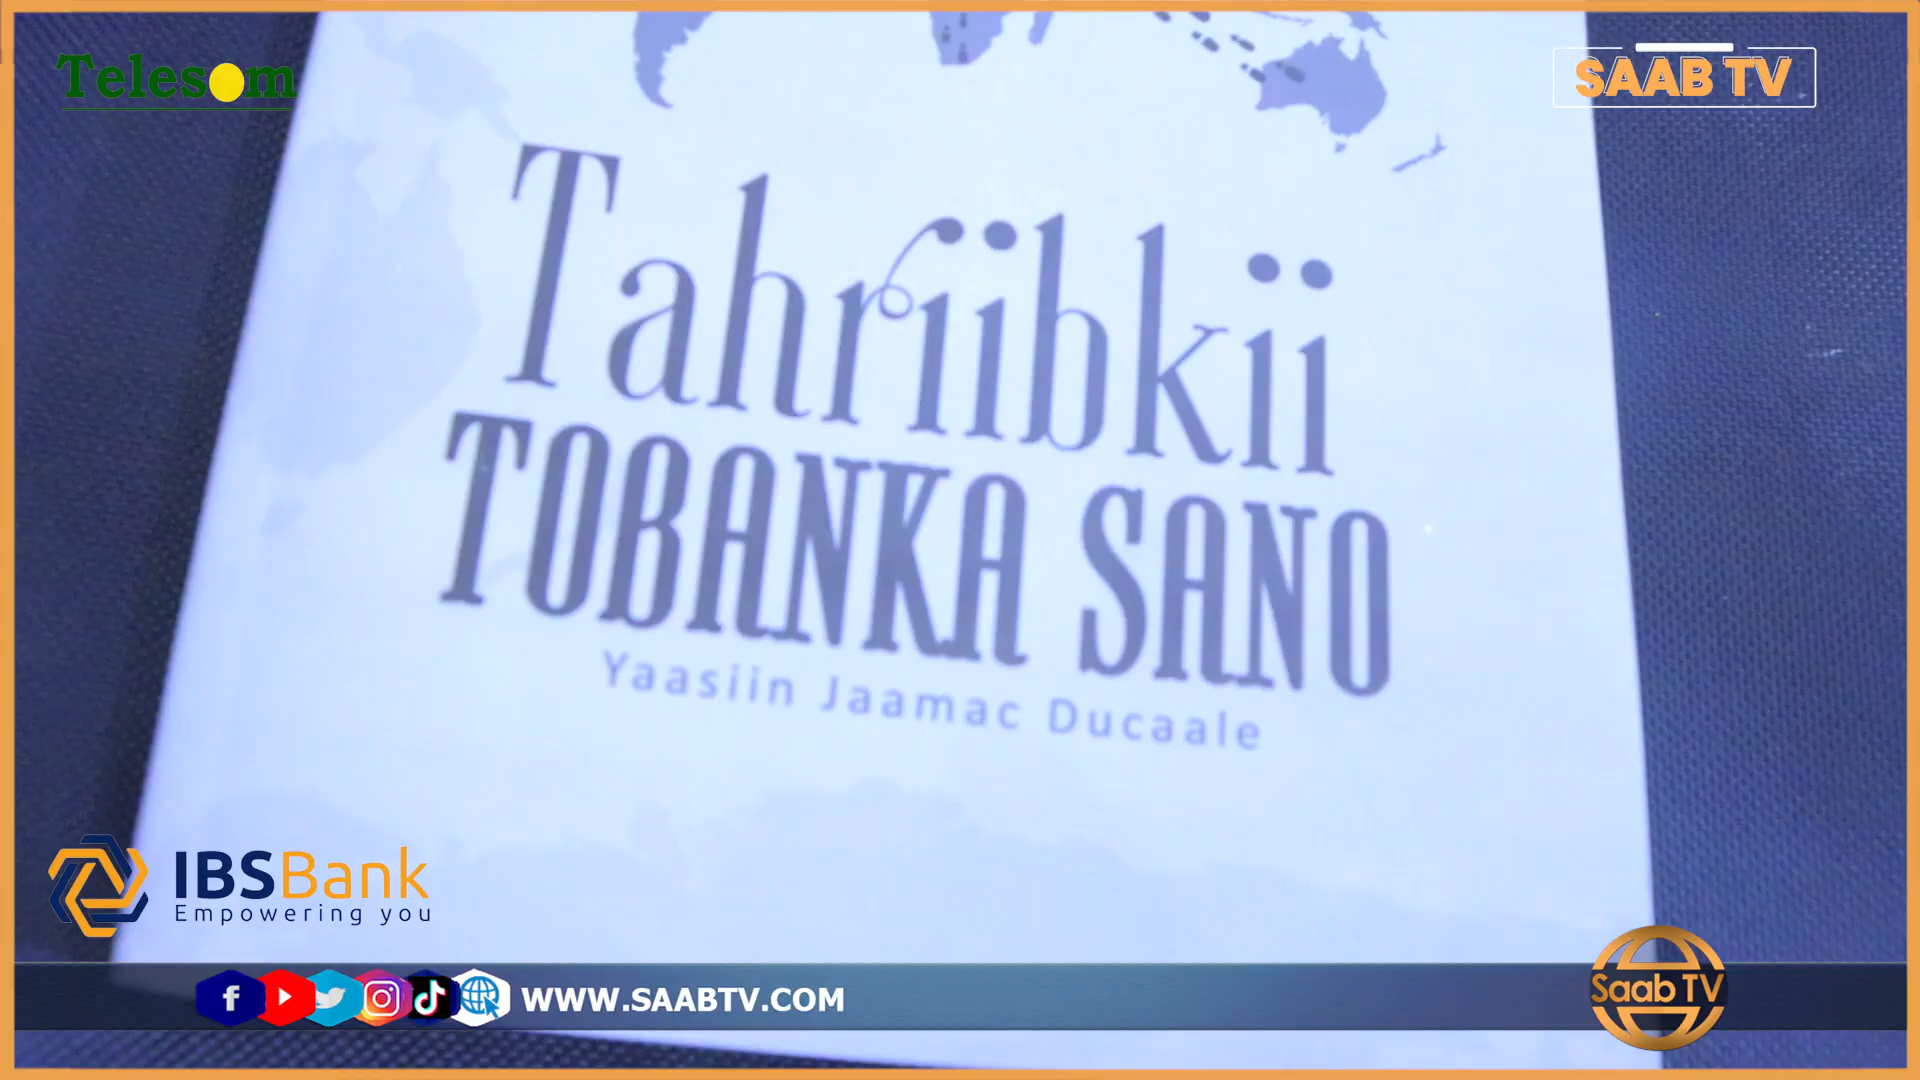 Telesom
SAAB TV
Tahriibkii
TOBANKA SANO
Yaasiin Jaamac Ducaale
IBSBank
Empowering you
WWW.SAABTV.COM
Saab TV